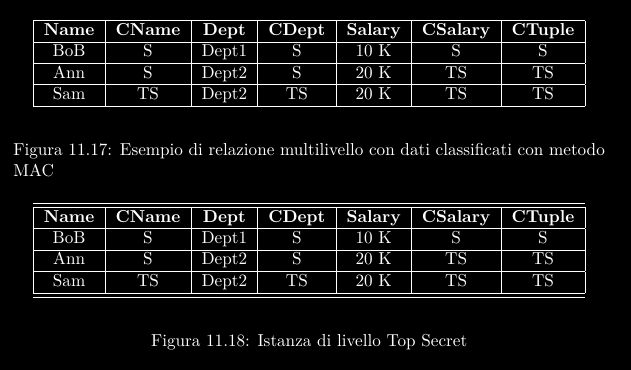 Name CName Dept CDept Salary CSalary CTuple
BoB S Dept1 S 10 K S S
Ann S Dept2 S 20 K TS TS
Sam TS Dept2 TS 20 K TS TS
Figura 11.17: Esempio di relazione multilivello con dati classificati con metodo
MAC
Name CName Dept CDept Salary CSalary CTuple
BoB S Dept1 S 10 K S S
Ann S Dept2 S 20 K TS TS
Sam TS Dept2 TS 20 K TS TS
Figura 11.18: Istanza di livello Top Secret